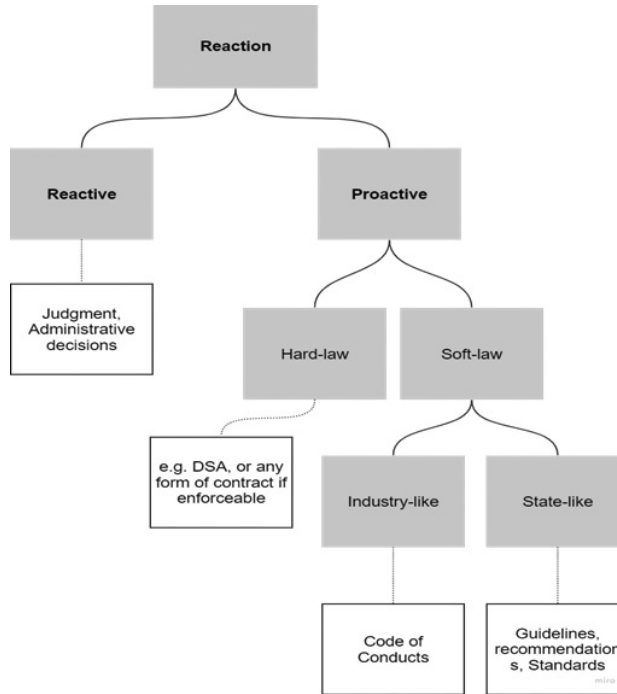 Reaction
Reactive
Proactive
Judgment,
Administrative
decisions
Hard-law
Soft-law
e.g. DSA, or any
form of contract if
enforceable
Industry-like
State-like
Code of
Conducts
Guidelines,
recommendation
s, Standards
miro